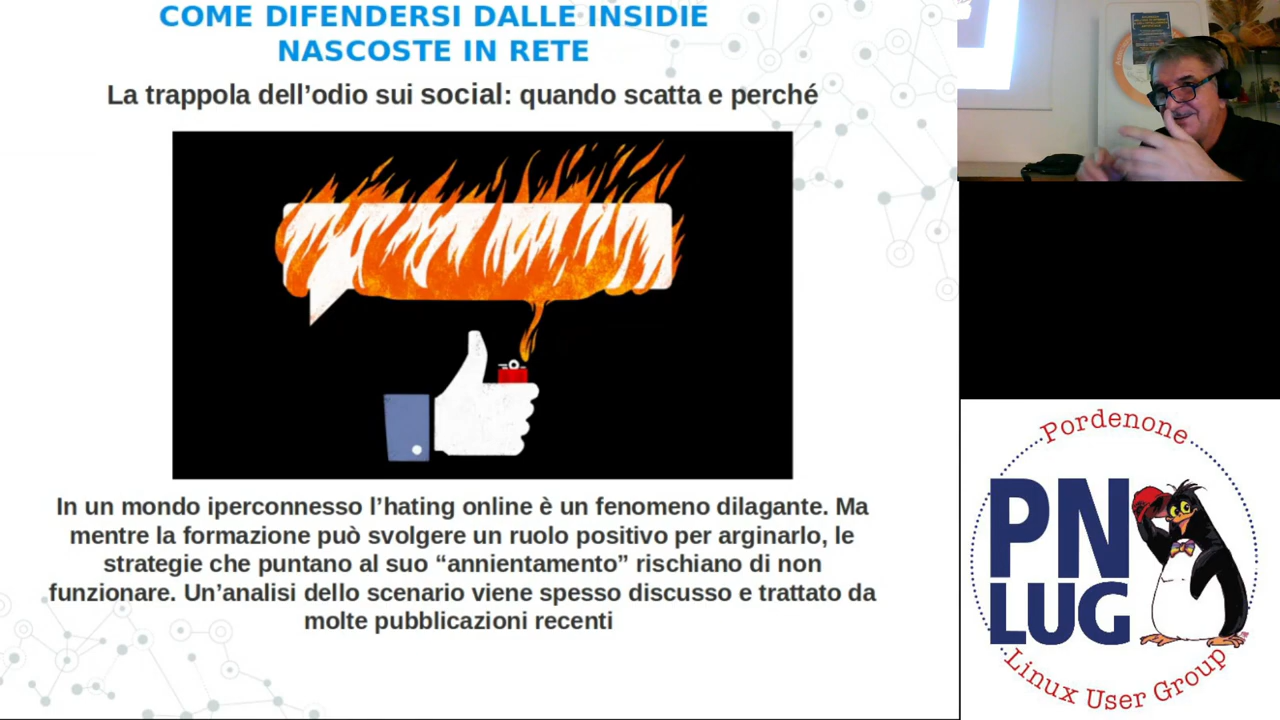 COME DIFENDERSI DALLE INSIDIE
NASCOSTE IN RETE
La trappola dell’odio sui social: quando scatta e perché
In un mondo iperconnesso l’hating online è un fenomeno dilagante. Ma
mentre la formazione può svolgere un ruolo positivo per arginarlo, le
strategie che puntano al suo “annientamento” rischiano di non
funzionare. Un’analisi dello scenario viene spesso discusso e trattato da
molte pubblicazioni recenti
Pordenone
PN
LUG
Linux User Group